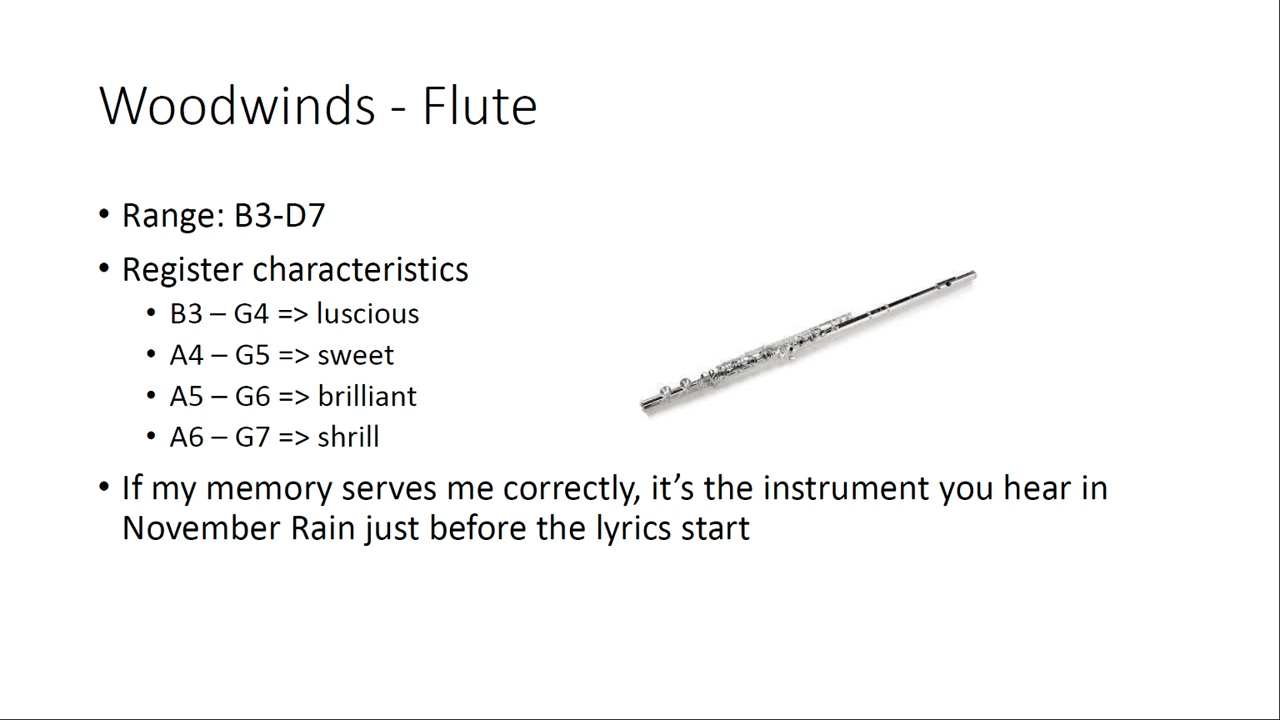 Woodwinds - Flute
• Range: B3-D7
• Register characteristics
• B3 – G4 => luscious
• A4 – G5 => sweet
• A5 – G6 => brilliant
• A6 – G7 => shrill
• If my memory serves me correctly, it’s the instrument you hear in
November Rain just before the lyrics start